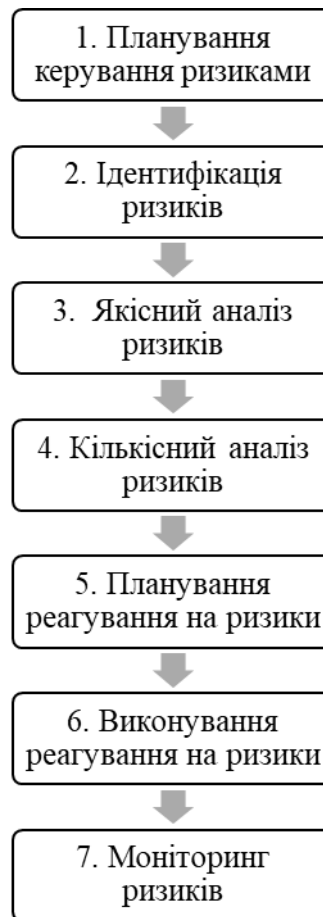 1. Планування
керування ризиками
2. Ідентифікація
ризиків
3. Якісний аналіз
ризиків
4. Кількісний аналіз
ризиків
5. Планування
реагування на ризики
6. Виконування
реагування на ризики
7. Моніторинг
ризиків